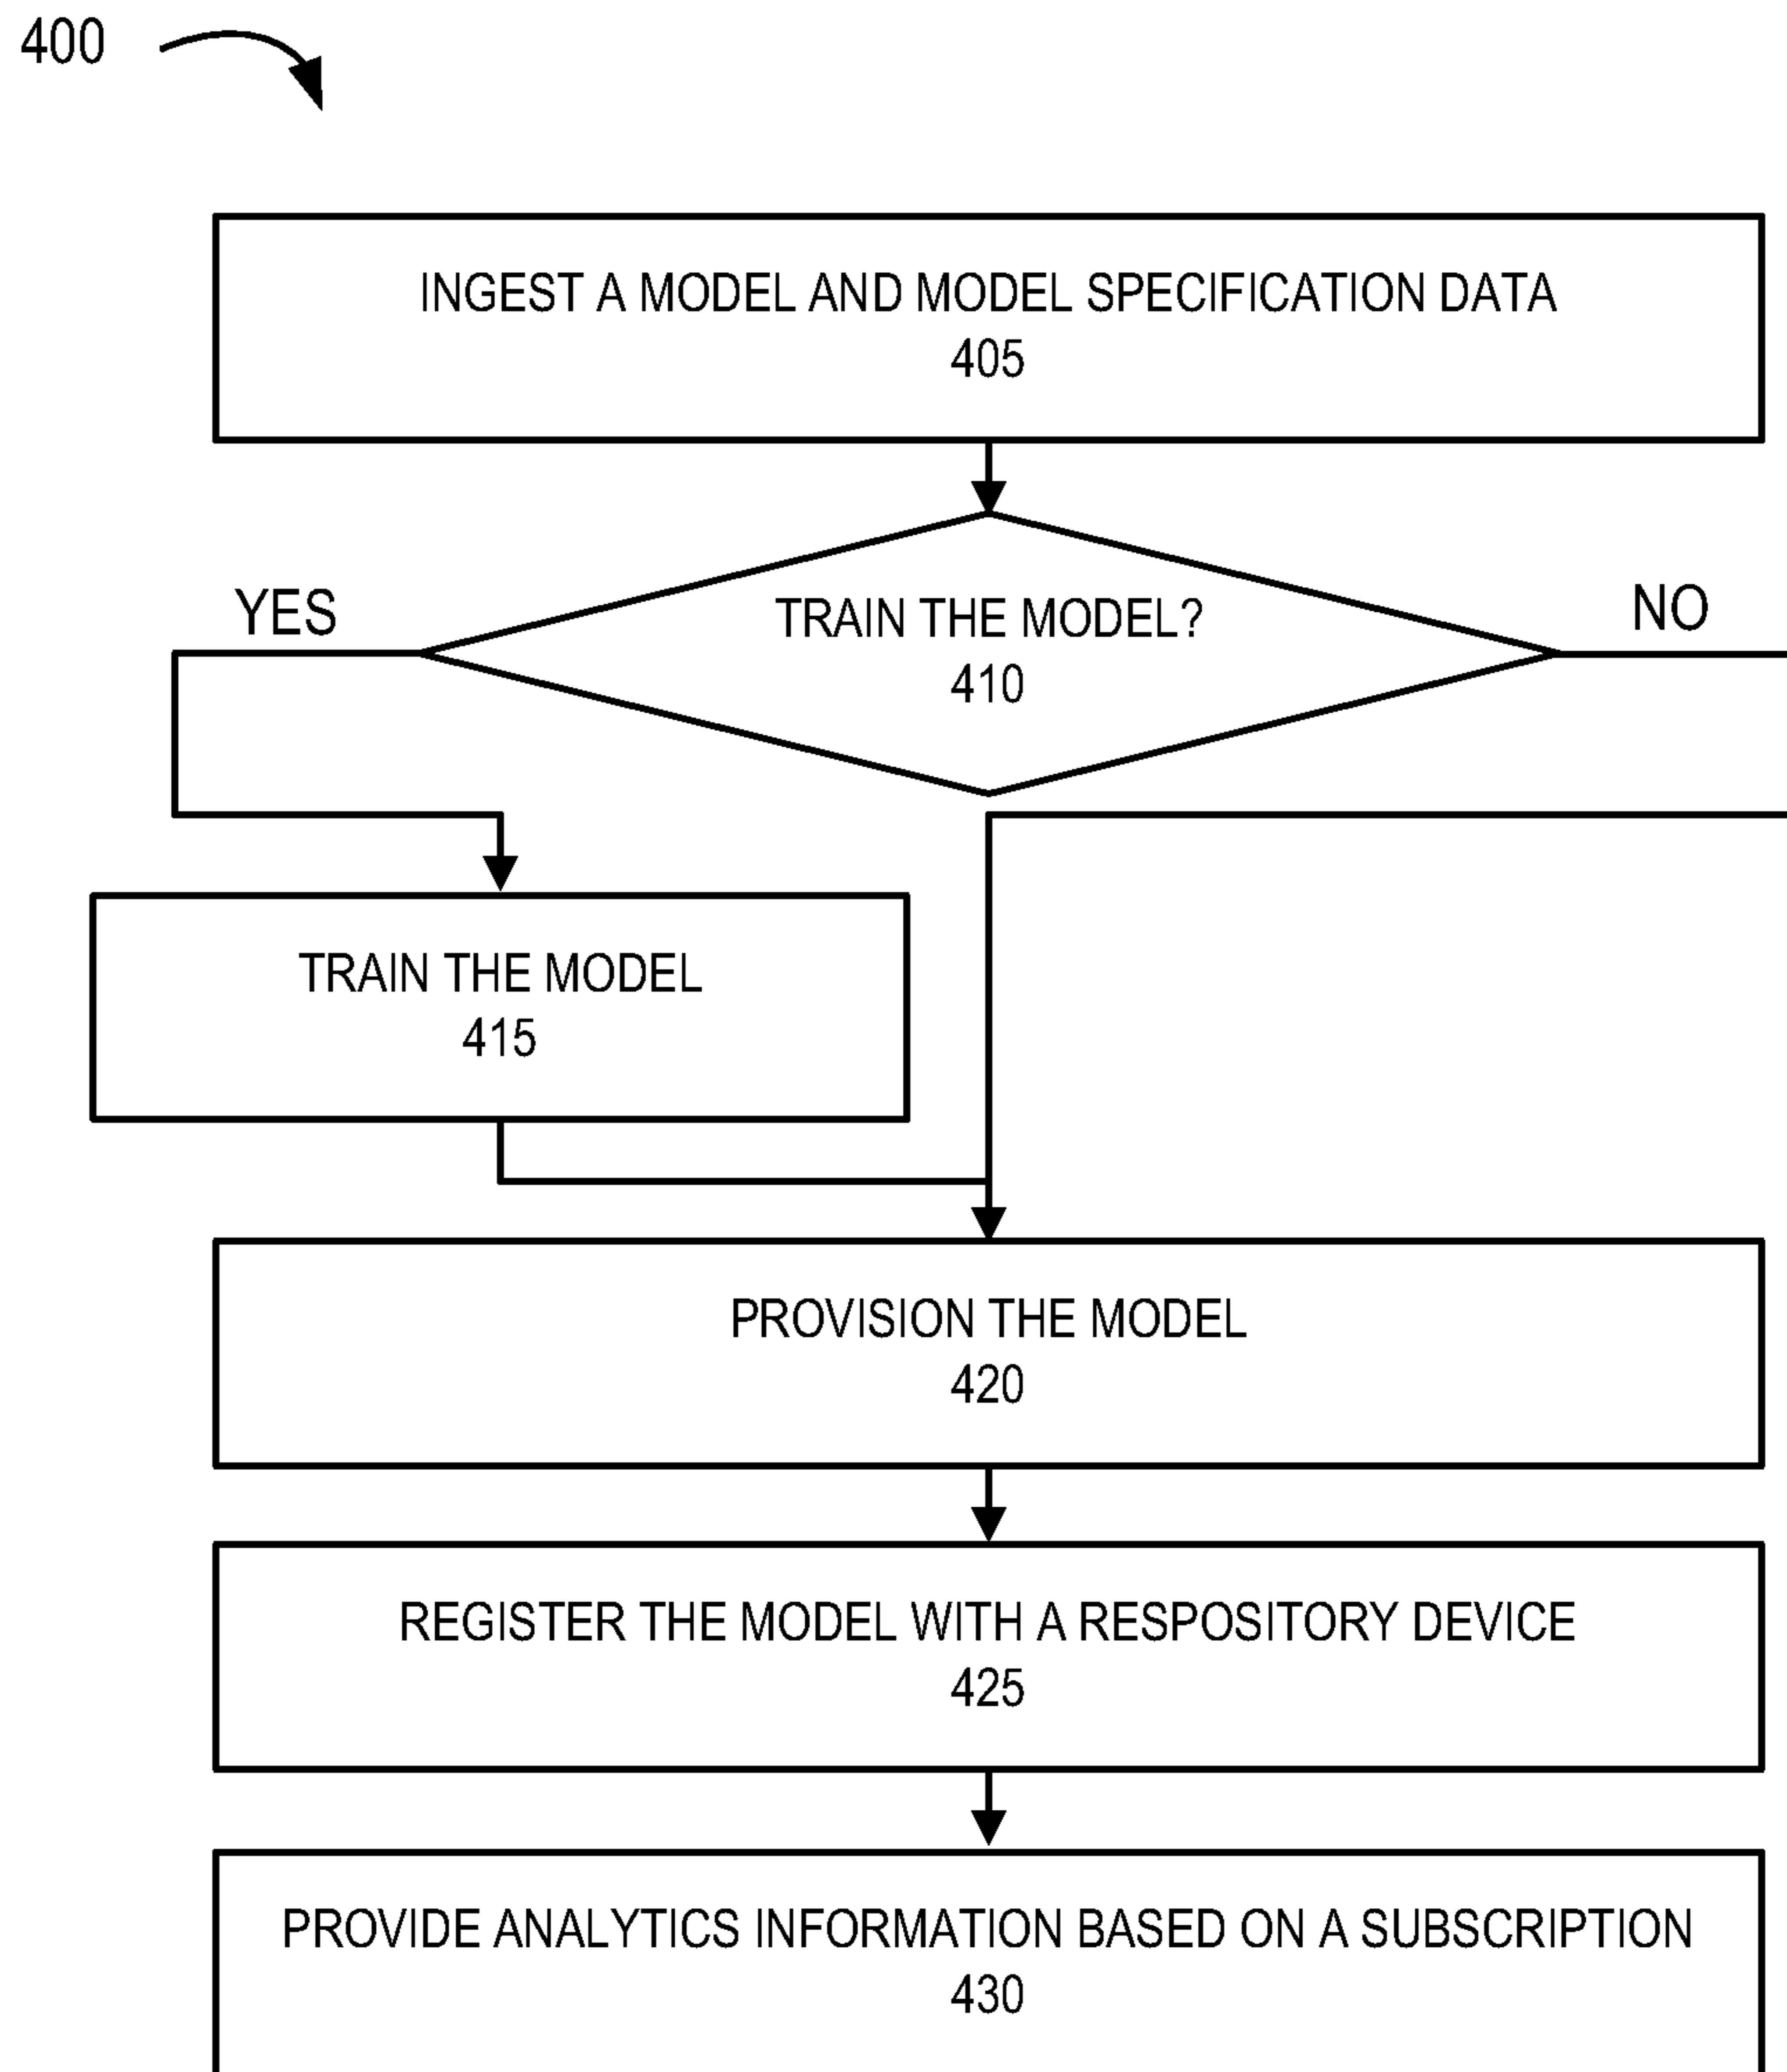 400
INGEST A MODEL AND MODEL SPECIFICATION DATA
405
YES
TRAIN THE MODEL?
NO
410
TRAIN THE MODEL
415
PROVISION THE MODEL
420
REGISTER THE MODEL WITH A RESPOSITORY DEVICE
425
PROVIDE ANALYTICS INFORMATION BASED ON A SUBSCRIPTION
430